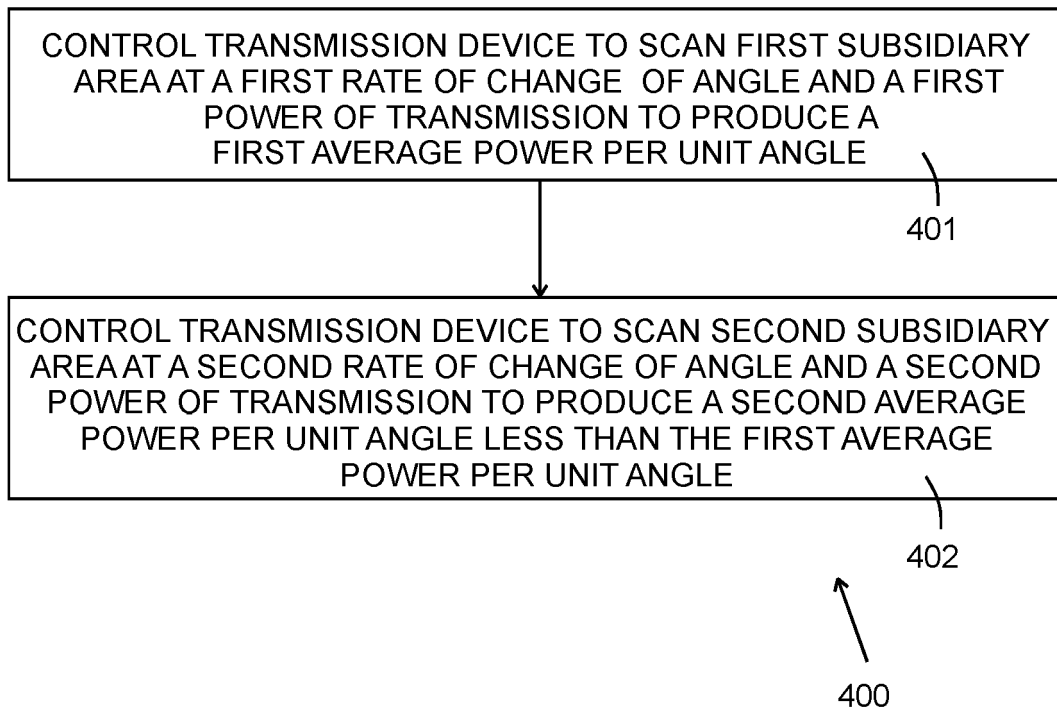 CONTROL TRANSMISSION DEVICE TO SCAN FIRST SUBSIDIARY
AREA AT A FIRST RATE OF CHANGE OF ANGLE AND A FIRST
POWER OF TRANSMISSION TO PRODUCE A
FIRST AVERAGE POWER PER UNIT ANGLE
401
CONTROL TRANSMISSION DEVICE TO SCAN SECOND SUBSIDIARY
AREA AT A SECOND RATE OF CHANGE OF ANGLE AND A SECOND
POWER OF TRANSMISSION TO PRODUCE A SECOND AVERAGE
POWER PER UNIT ANGLE LESS THAN THE FIRST AVERAGE
POWER PER UNIT ANGLE
402
400